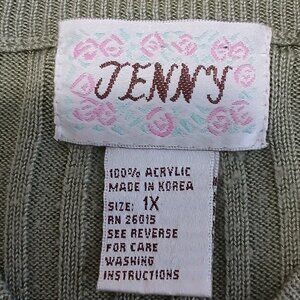 JENNY
100% ACRYLIC
MADE IN KOREA
SIZE: 1X
RN 26015
SEE REVERSE
FOR CARE
WASHING
INSTRUCTIONS